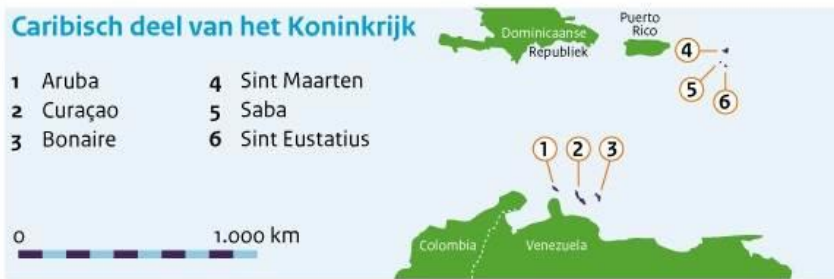 Caribisch deel van het Koninkrijk
1 Aruba
2 Curaçao
3 Bonaire
4 Sint Maarten
5 Saba
6 Sint Eustatius
0 1.000 km
Dominicaanse
Republiek
Puerto
Rico
4
5
6
1 2 3
Colombia
Venezuela